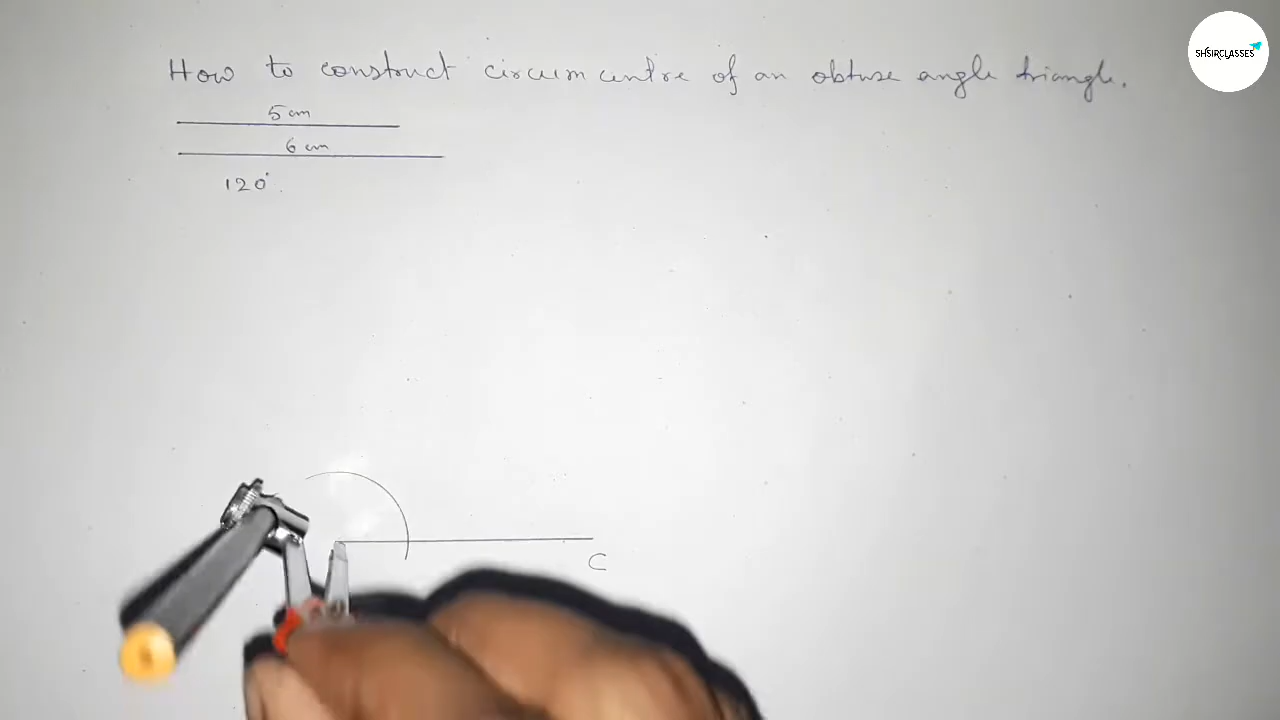 SHSIRCLASSES
How to construct circumcentre of an obtuse angle triangle.
5 cm
6 cm
120°
C